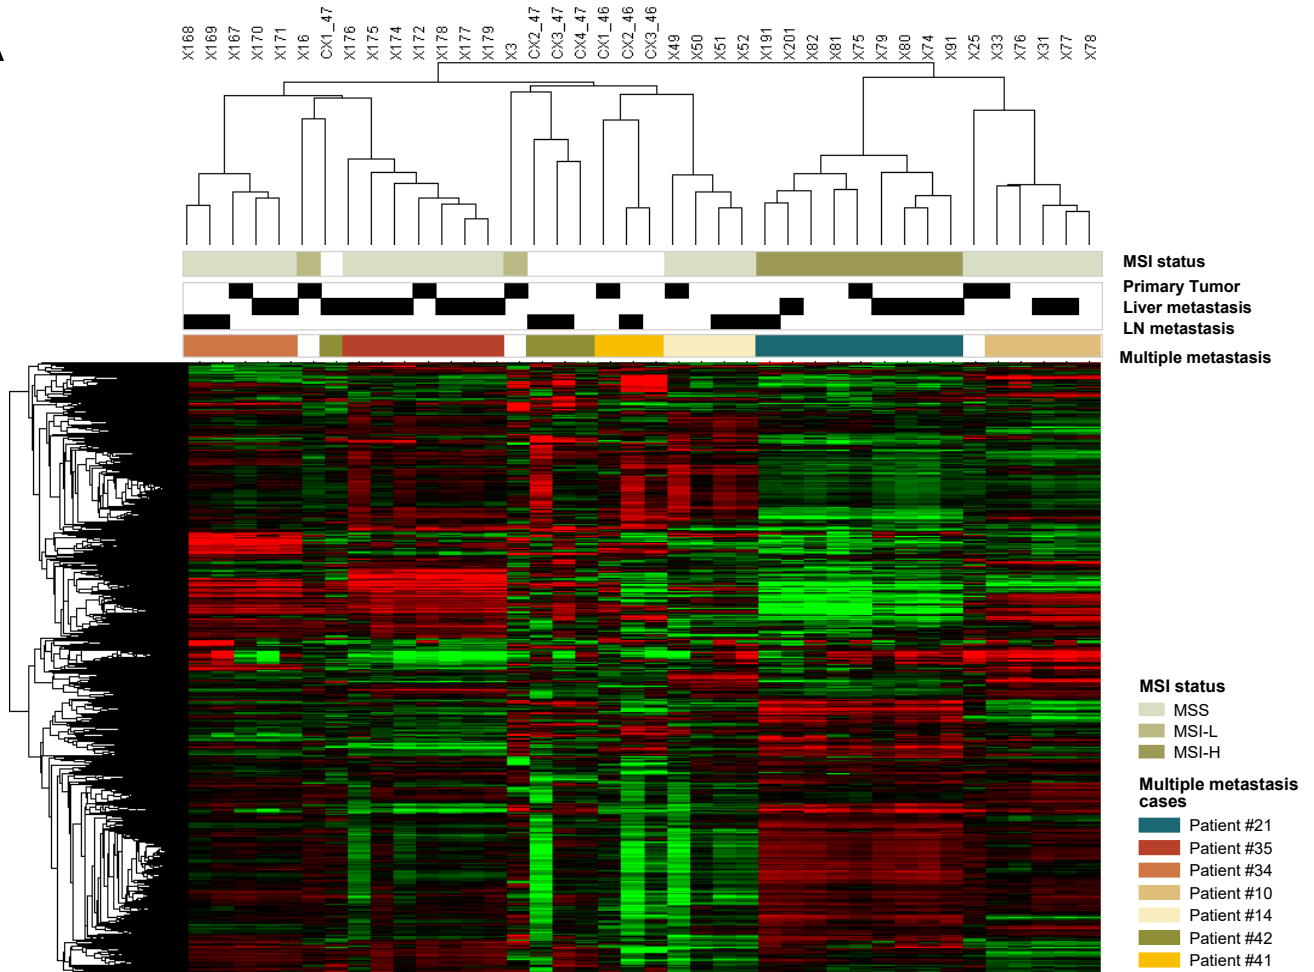 A
X168
X169
X167
X170
X171
X16
CX1_47
X176
X175
X174
X172
X178
X177
X179
X3
CX2_47
CX3_47
CX4_47
CX1_46
CX2_46
CX3_46
X49
X50
X51
X52
X191
X201
X82
X81
X75
X79
X80
X74
X91
X25
X33
X76
X31
X77
X78
MSI status
Primary Tumor
Liver metastasis
LN metastasis
Multiple metastasis
MSI status
MSS
MSI-L
MSI-H
Multiple metastasis
cases
Patient #21
Patient #35
Patient #34
Patient #10
Patient #14
Patient #42
Patient #41